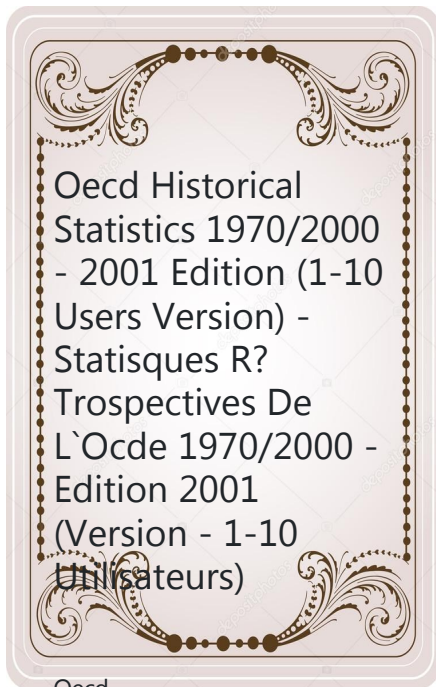 Oecd Historical
Statistics 1970/2000
- 2001 Edition (1-10
Users Version) -
Statisques R?
Trospectives De
L`Ocde 1970/2000 -
Edition 2001
(Version - 1-10
Utilisateurs)
Oecd